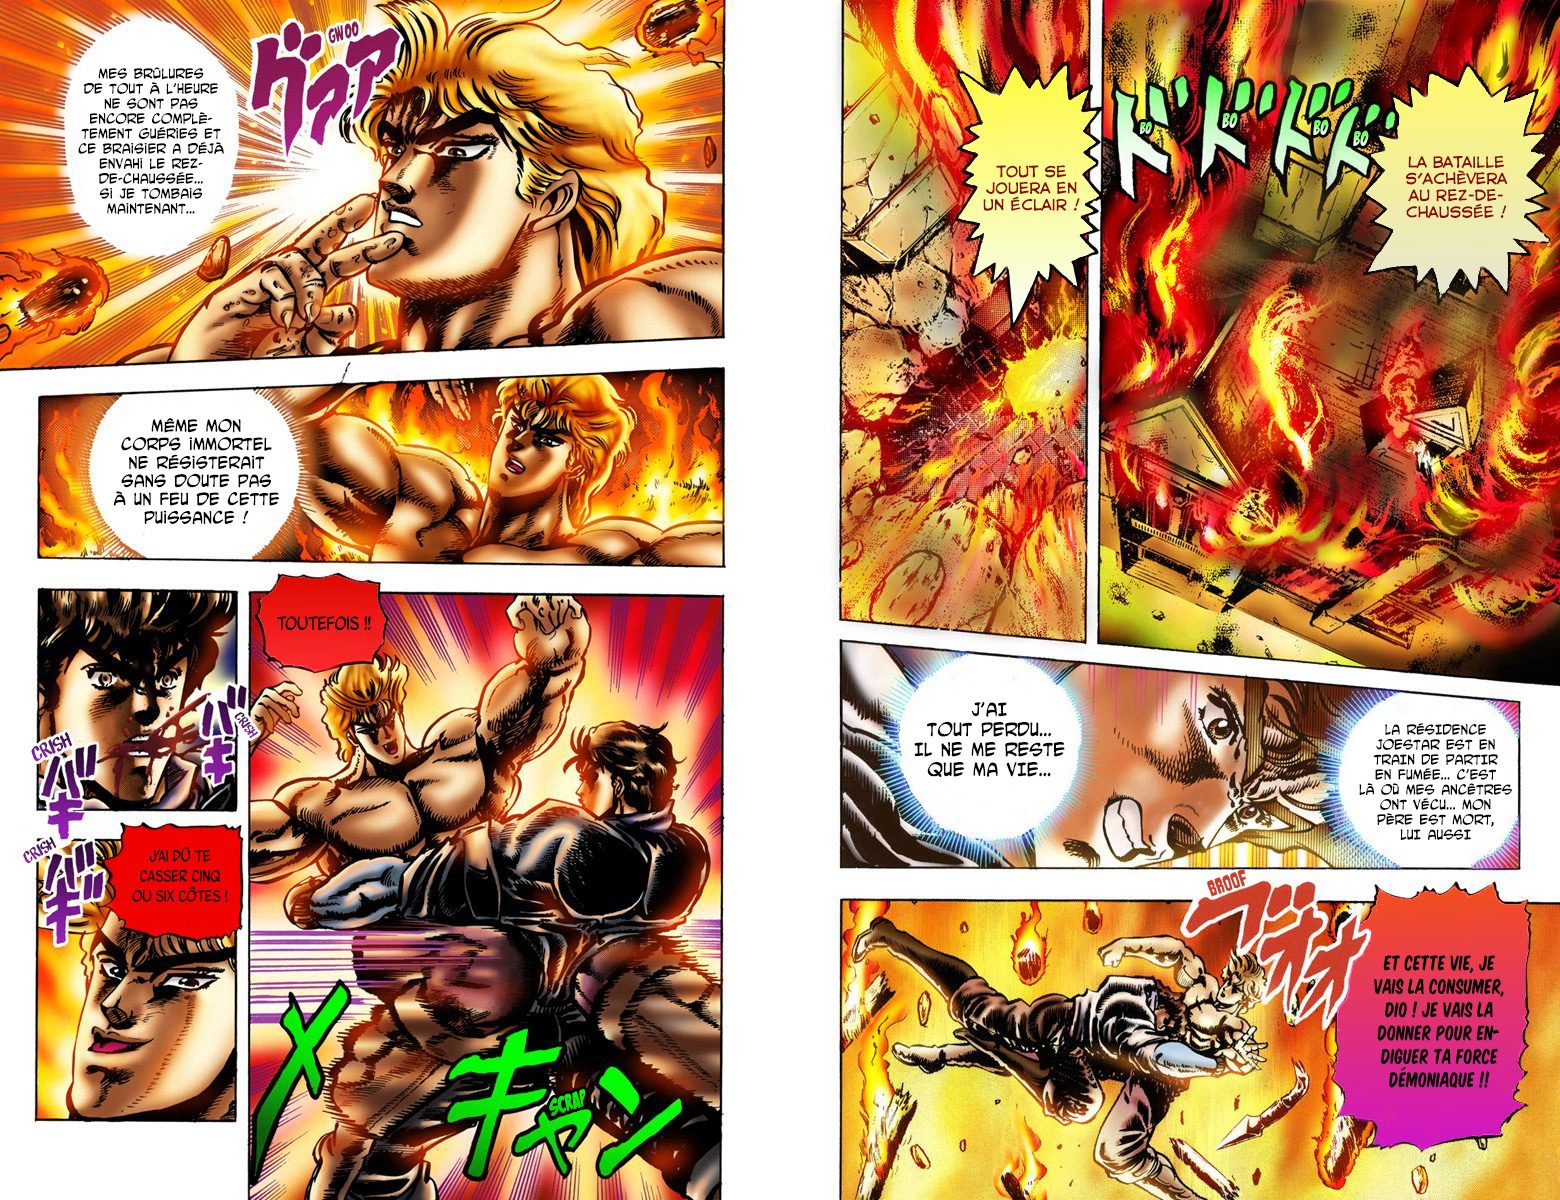 LA BATAILLE
S'ACHÈVERA
AU REZ-DE-
CHAUSSÉE !
ドドドド
BO
BO
BO
BO
TOUT SE
JOUERA EN
UN ÉCLAIR !
LA RÉSIDENCE
JOESTAR EST EN
TRAIN DE PARTIR
EN FUMÉE... C'EST
LÀ OÙ MES ANCÊTRES
ONT VÉCU... MON
PÈRE EST MORT,
LUI AUSSI
J'AI
TOUT PERDU...
IL NE ME RESTE
QUE MA VIE...
BROOF
ET CETTE VIE, JE
VAIS LA CONSUMER,
DIO ! JE VAIS LA
DONNER POUR EN-
DIGUER TA FORCE
DÉMONIAQUE !!
GWOO
グググア
MES BRÛLURES
DE TOUT À L'HEURE
NE SONT PAS
ENCORE COMPLÈ-
TEMENT GUÉRIES ET
CE BRAISIER A DÉJÀ
ENVAHI LE REZ-
DE-CHAUSSÉE...
SI JE TOMBAIS
MAINTENANT...
MÊME MON
CORPS IMMORTEL
NE RÉSISTERAIT
SANS DOUTE PAS
À UN FEU DE CETTE
PUISSANCE !
TOUTEFOIS !!
メキャン
SCRAP
CRISH
バキ
CRISH
バキ
CRISH
バキ
J'AI DÛ TE
CASSER CINQ
OU SIX CÔTES !